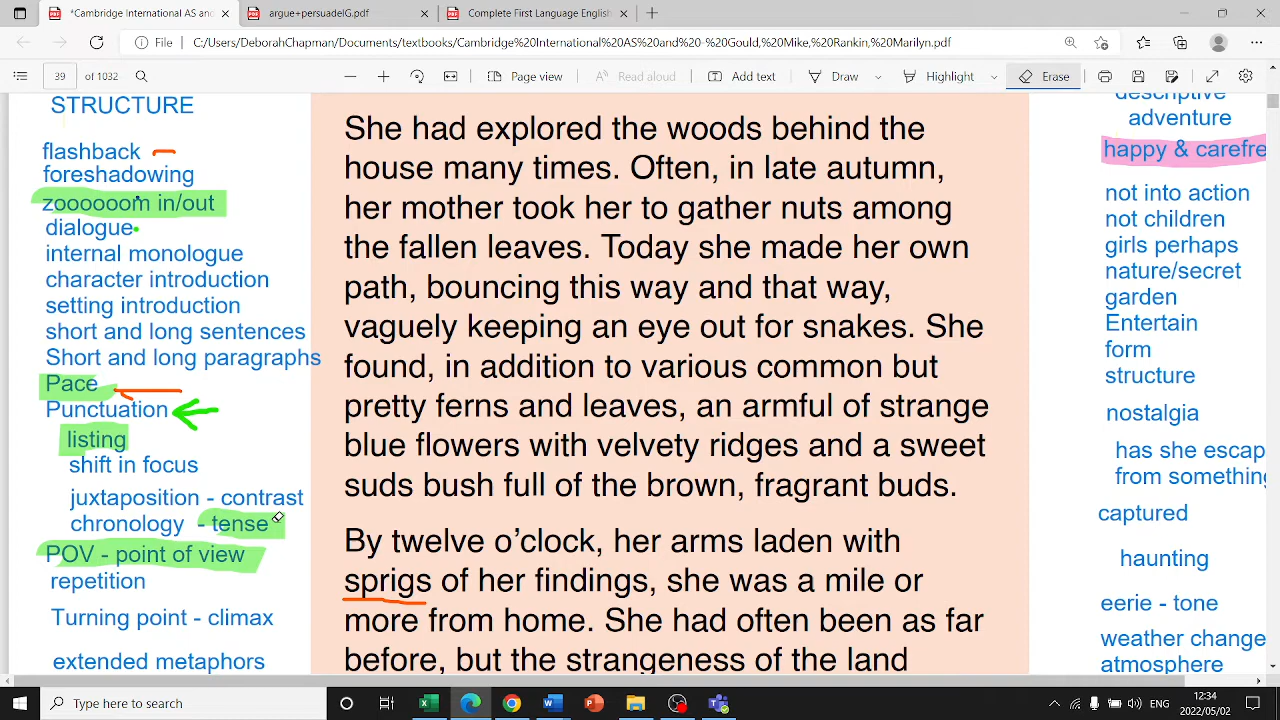 *Cambridge International AS and
argue+persuadeIG.pdf
Complete First Language English
File
C:/Users/DeborahChapman/Documents/textbooks/Cambridge%20International%20AS%20and%20-%20Gould,%20Mike,%20Rankin,%20Marilyn.pdf
39 of 1032
Page view
Read aloud
Add text
Draw
Highlight
Erase
STRUCTURE
flashback
foreshadowing
zoooooom in/out
dialogue
internal monologue
character introduction
setting introduction
short and long sentences
Short and long paragraphs
Pace
Punctuation
listing
shift in focus
juxtaposition - contrast
chronology - tense
POV - point of view
repetition
Turning point - climax
extended metaphors
She had explored the woods behind the
house many times. Often, in late autumn,
her mother took her to gather nuts among
the fallen leaves. Today she made her own
path, bouncing this way and that way,
vaguely keeping an eye out for snakes. She
found, in addition to various common but
pretty ferns and leaves, an armful of strange
blue flowers with velvety ridges and a sweet
suds bush full of the brown, fragrant buds.
By twelve o’clock, her arms laden with
sprigs of her findings, she was a mile or
more from home. She had often been as far
before, but the strangeness of the land
descriptive
adventure
happy & carefre
not into action
not children
girls perhaps
nature/secret
garden
Entertain
form
structure
nostalgia
has she escap
from something
captured
haunting
eerie - tone
weather change
atmosphere
Type here to search
ENG
12:34
2022/05/02